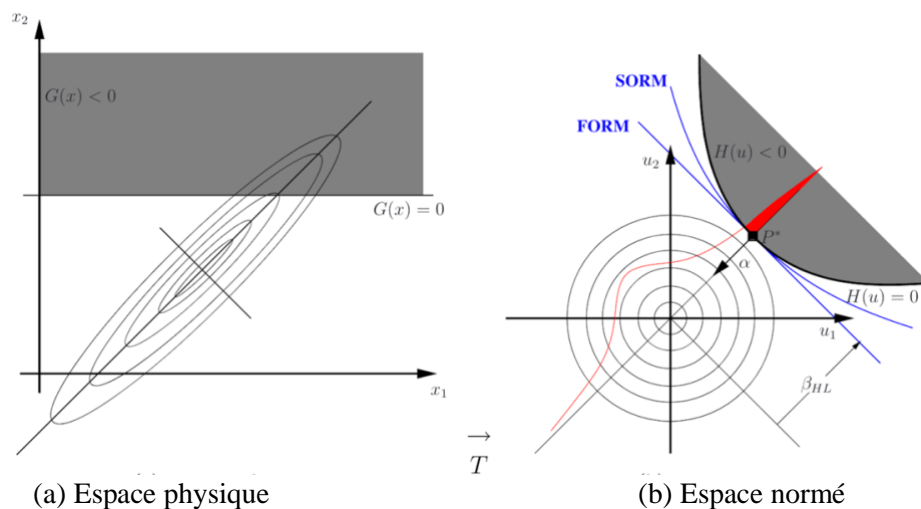 x₂
G(x) < 0
G(x) = 0
x₁
(a) Espace physique
T
SORM
FORM
u₂
H(u) < 0
P*
α
H(u) = 0
u₁
β_HL
(b) Espace normé